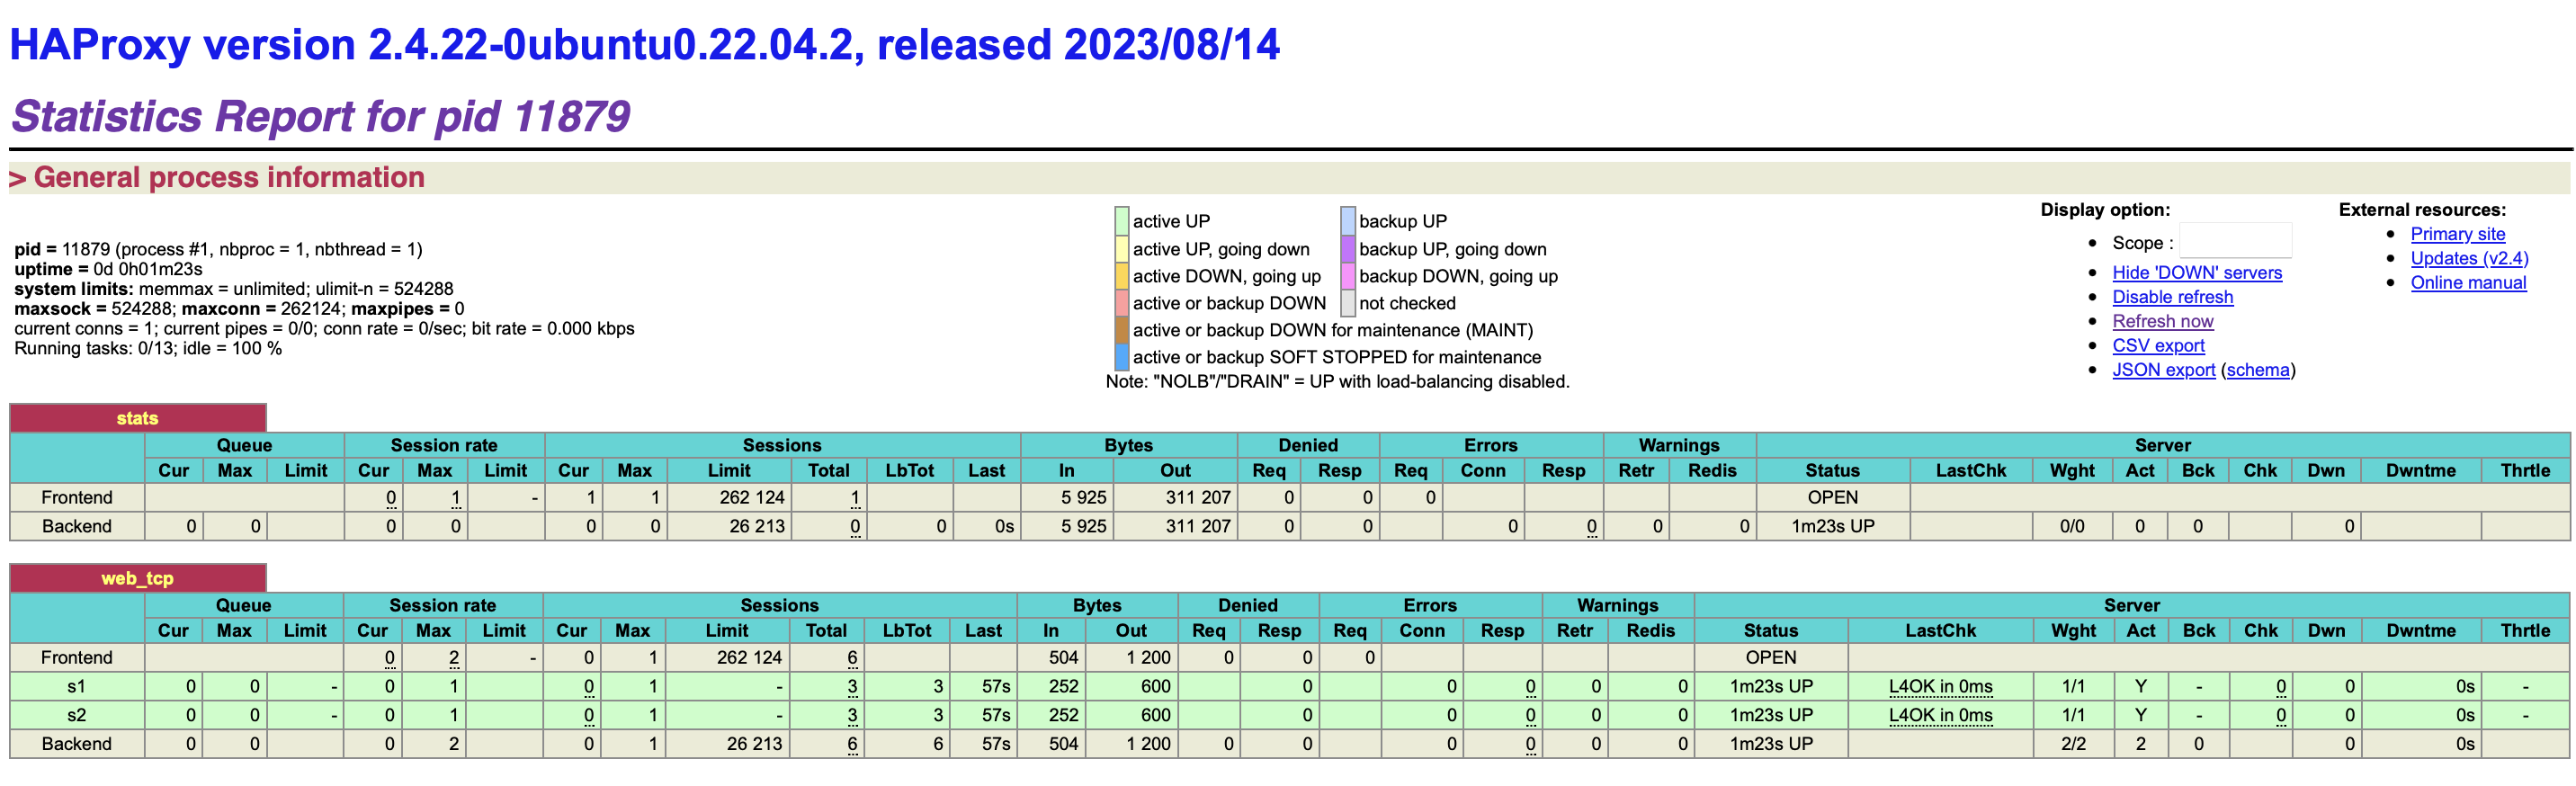 HAProxy version 2.4.22-0ubuntu0.22.04.2, released 2023/08/14
Statistics Report for pid 11879
> General process information
pid = 11879 (process #1, nbproc = 1, nbthread = 1)
uptime = 0d 0h01m23s
system limits: memmax = unlimited; ulimit-n = 524288
maxsock = 524288; maxconn = 262124; maxpipes = 0
current conns = 1; current pipes = 0/0; conn rate = 0/sec; bit rate = 0.000 kbps
Running tasks: 0/13; idle = 100 %
active UP backup UP
active UP, going down backup UP, going down
active DOWN, going up backup DOWN, going up
active or backup DOWN not checked
active or backup DOWN for maintenance (MAINT)
active or backup SOFT STOPPED for maintenance
Note: "NOLB"/"DRAIN" = UP with load-balancing disabled.
Display option:
• Scope :
• Hide 'DOWN' servers
• Disable refresh
• Refresh now
• CSV export
• JSON export (schema)
External resources:
• Primary site
• Updates (v2.4)
• Online manual
stats
Queue Session rate Sessions Bytes Denied Errors Warnings Server
Cur Max Limit Cur Max Limit Cur Max Limit Total LbTot Last In Out Req Resp Req Conn Resp Retr Redis Status LastChk Wght Act Bck Chk Dwn Dwntme Thrtle
Frontend 0 1 - 1 1 262 124 1 5 925 311 207 0 0 0 OPEN
Backend 0 0 0 0 0 0 26 213 0 0 0s 5 925 311 207 0 0 0 0 0 0 1m23s UP 0/0 0 0 0
web_tcp
Queue Session rate Sessions Bytes Denied Errors Warnings Server
Cur Max Limit Cur Max Limit Cur Max Limit Total LbTot Last In Out Req Resp Req Conn Resp Retr Redis Status LastChk Wght Act Bck Chk Dwn Dwntme Thrtle
Frontend 0 2 - 0 1 262 124 6 504 1 200 0 0 0 OPEN
s1 0 0 - 0 1 0 1 - 3 3 57s 252 600 0 0 0 0 0 1m23s UP L4OK in 0ms 1/1 Y - 0 0 0s -
s2 0 0 - 0 1 0 1 - 3 3 57s 252 600 0 0 0 0 0 1m23s UP L4OK in 0ms 1/1 Y - 0 0 0s -
Backend 0 0 0 2 0 1 26 213 6 6 57s 504 1 200 0 0 0 0 0 0 1m23s UP 2/2 2 0 0 0s